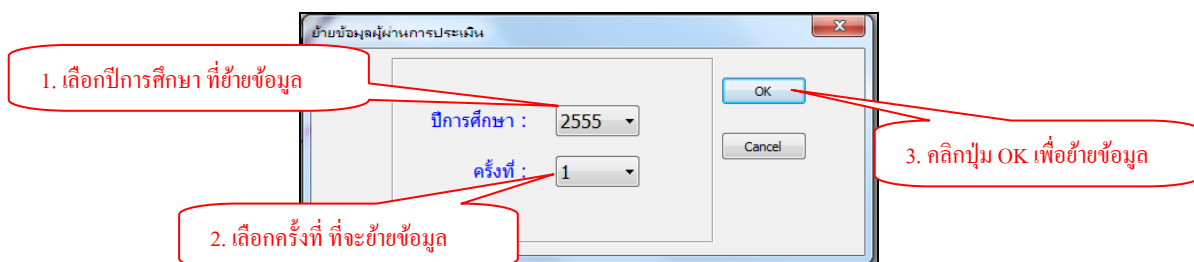 ย้ายข้อมูลผู้ผ่านการประเมิน
1. เลือกปีการศึกษา ที่ย้ายข้อมูล
OK
ปีการศึกษา : 2555
Cancel
3. คลิกปุ่ม OK เพื่อย้ายข้อมูล
ครั้งที่ : 1
2. เลือกครั้งที่ ที่จะย้ายข้อมูล